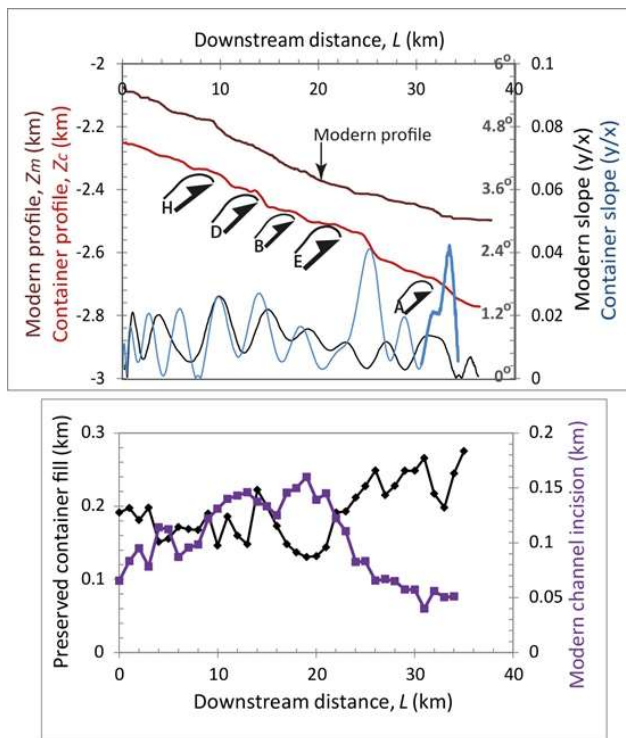 Downstream distance, L (km)
0 10 20 30 40
-2
-2.2
-2.4
-2.6
-2.8
-3
Modern profile, Zm (km)
Container profile, Zc (km)
Modern profile
H
D
B
E
A
6°
4.8°
3.6°
2.4°
1.2°
0°
0.1
0.08
0.06
0.04
0.02
0
Modern slope (y/x)
Container slope (y/x)
0.3
0.2
0.1
0
Preserved container fill (km)
0.2
0.15
0.1
0.05
0
Modern channel incision (km)
0 10 20 30 40
Downstream distance, L (km)